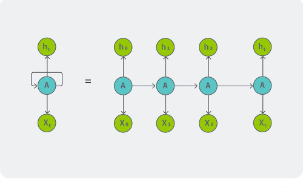 hₜ h₀ h₁ h₂ hₜ
A = A A A A
Xₜ X₀ X₁ X₂ Xₜ